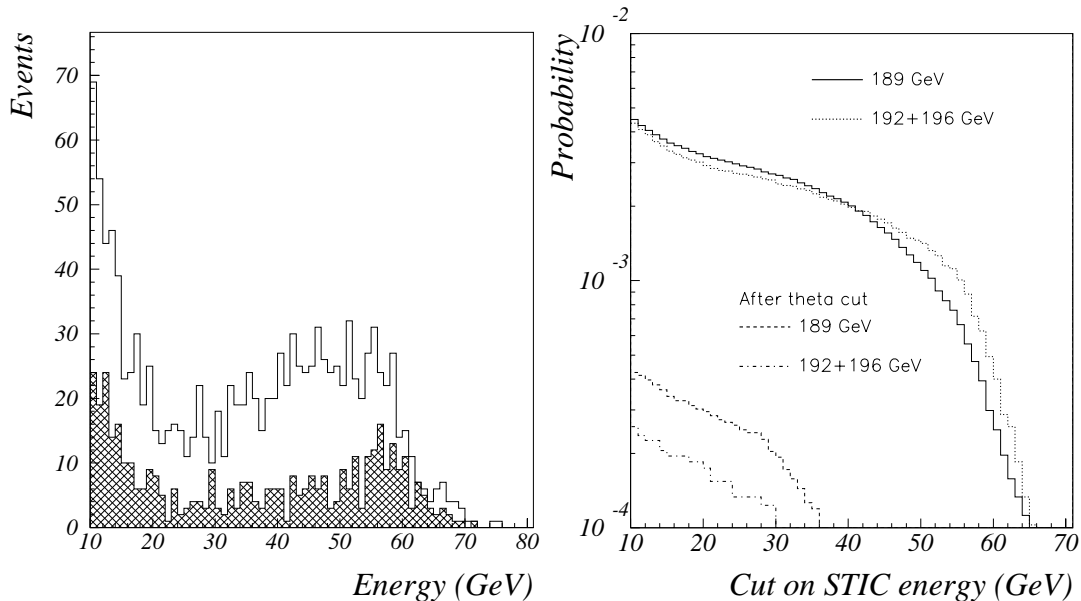 Events
70
60
50
40
30
20
10
0
10 20 30 40 50 60 70 80
Energy (GeV)
Probability
10 -2
10 -3
10 -4
189 GeV
192+196 GeV
After theta cut
189 GeV
192+196 GeV
10 20 30 40 50 60 70
Cut on STIC energy (GeV)